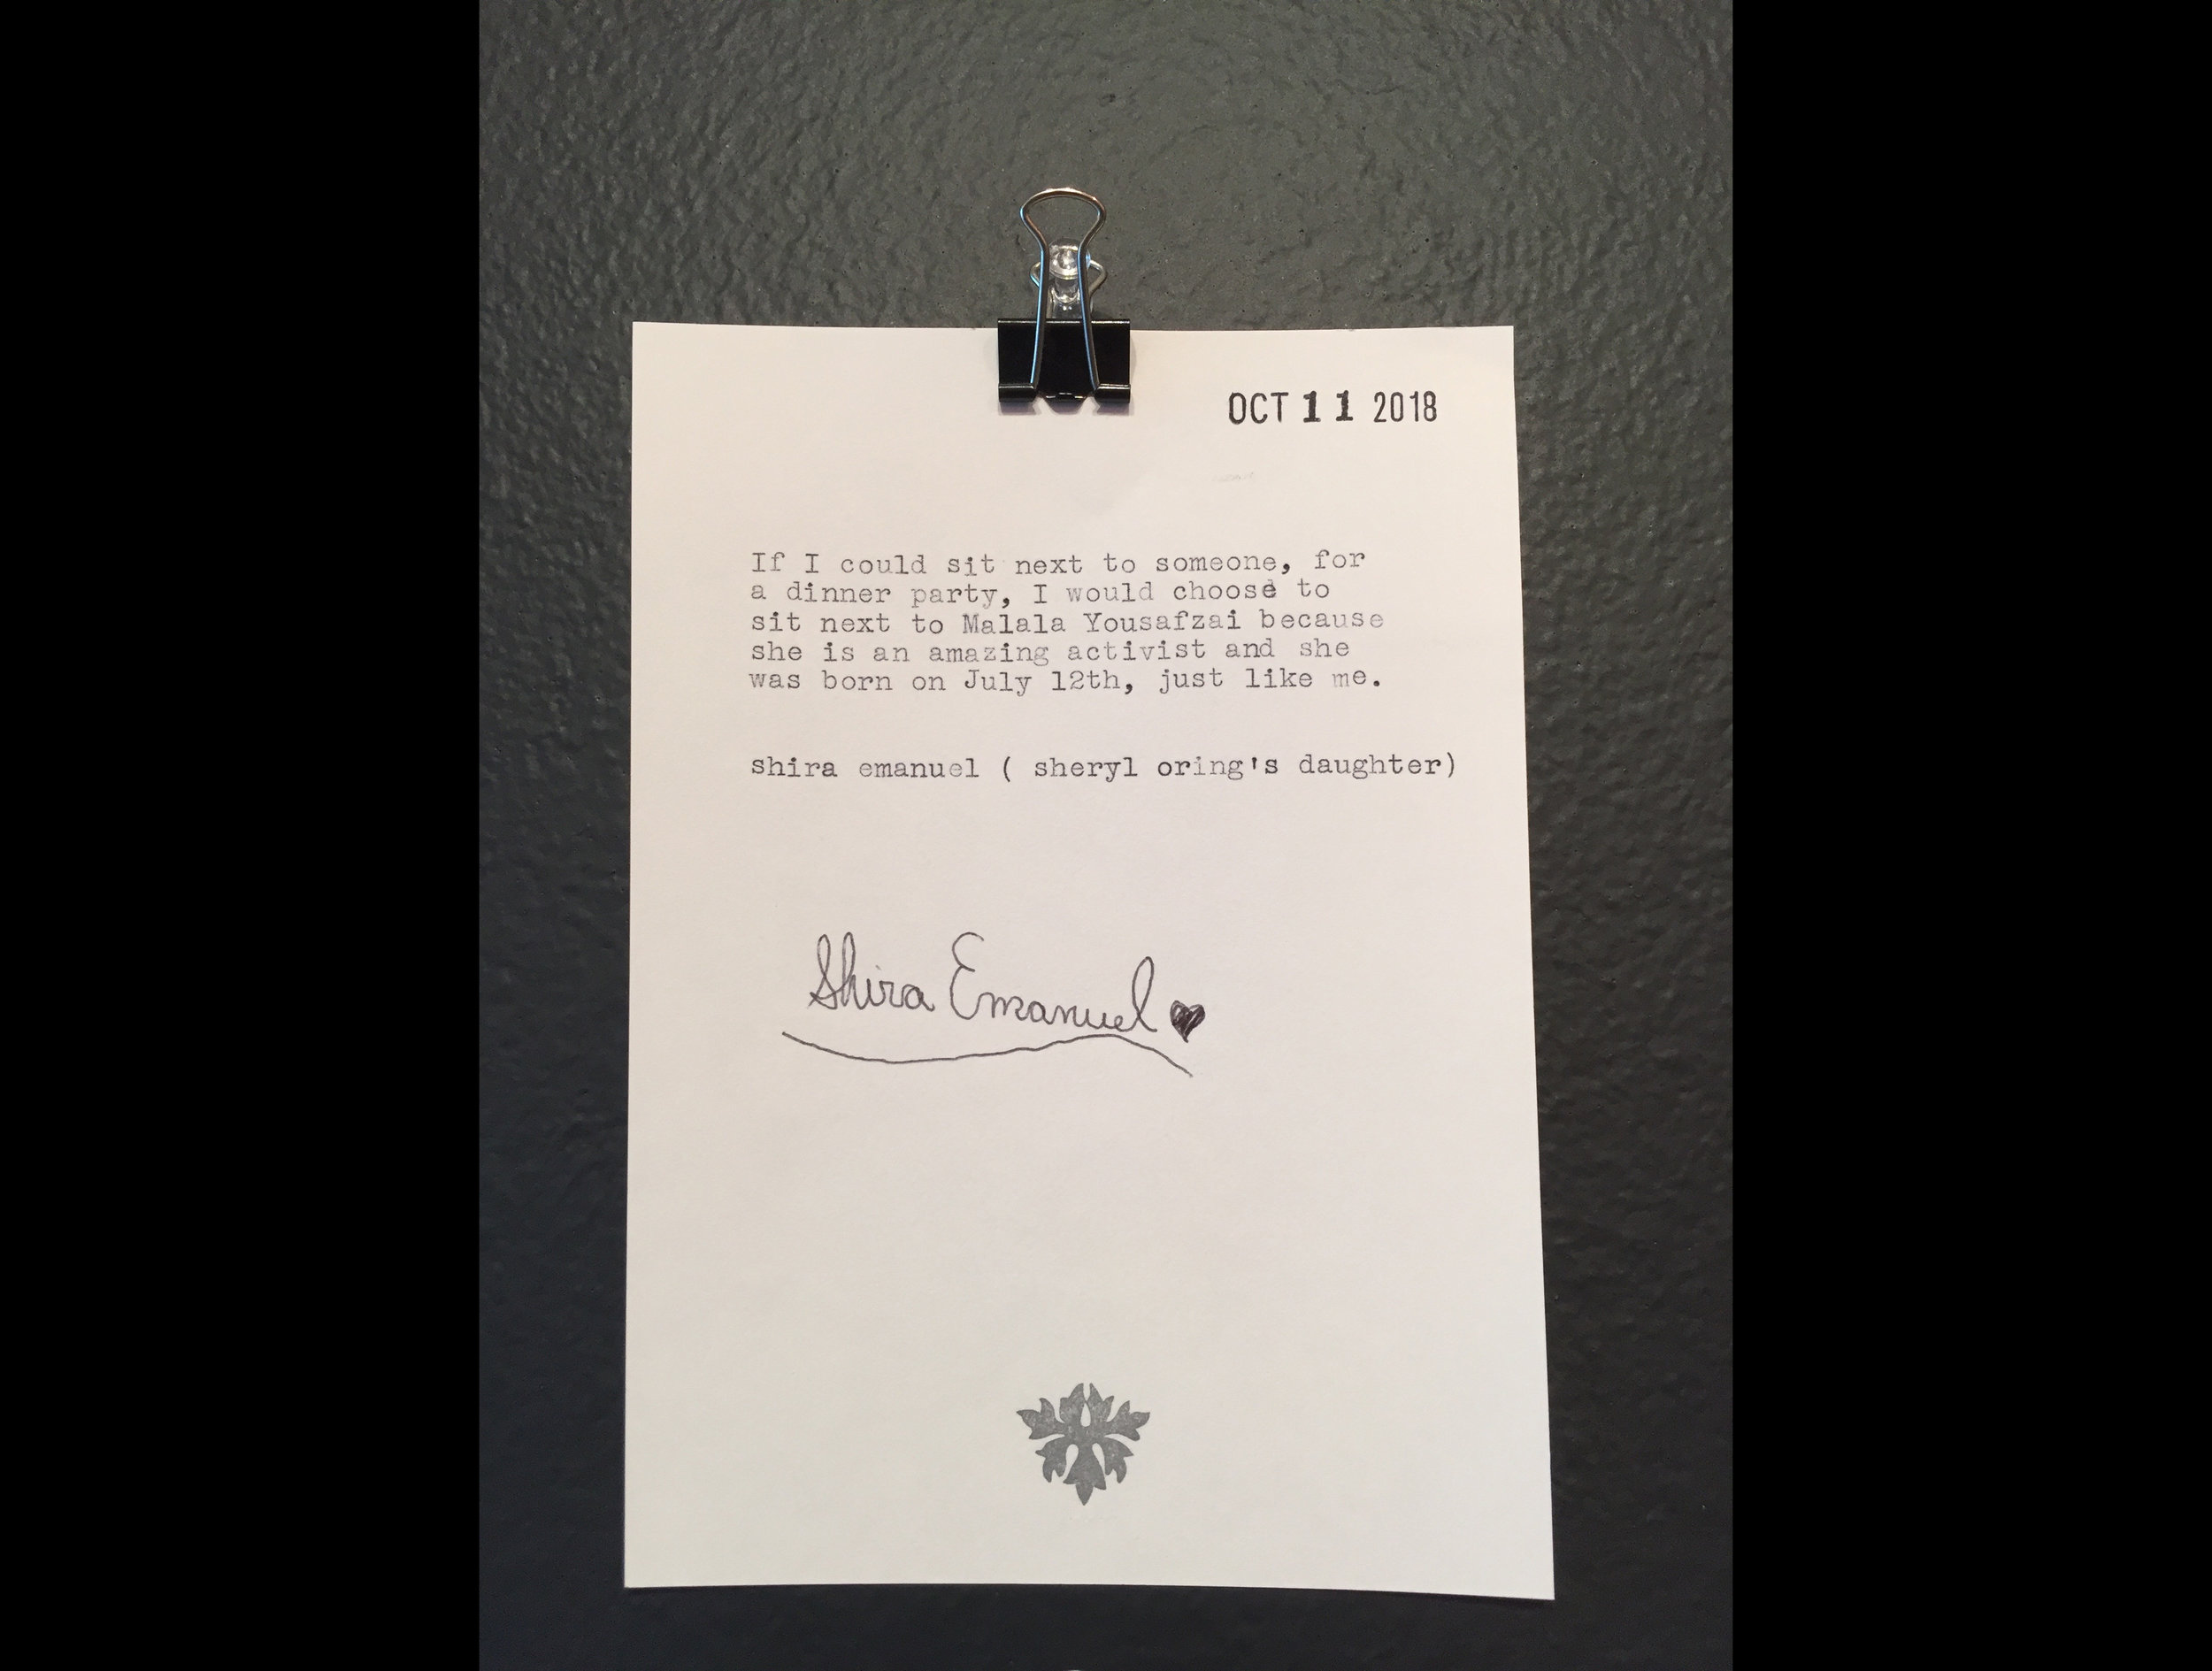 OCT 11 2018
If I could sit next to someone, for
a dinner party, I would choose to
sit next to Malala Yousafzai because
she is an amazing activist and she
was born on July 12th, just like me.
shira emanuel ( sheryl oring's daughter)
Shira Emanuel